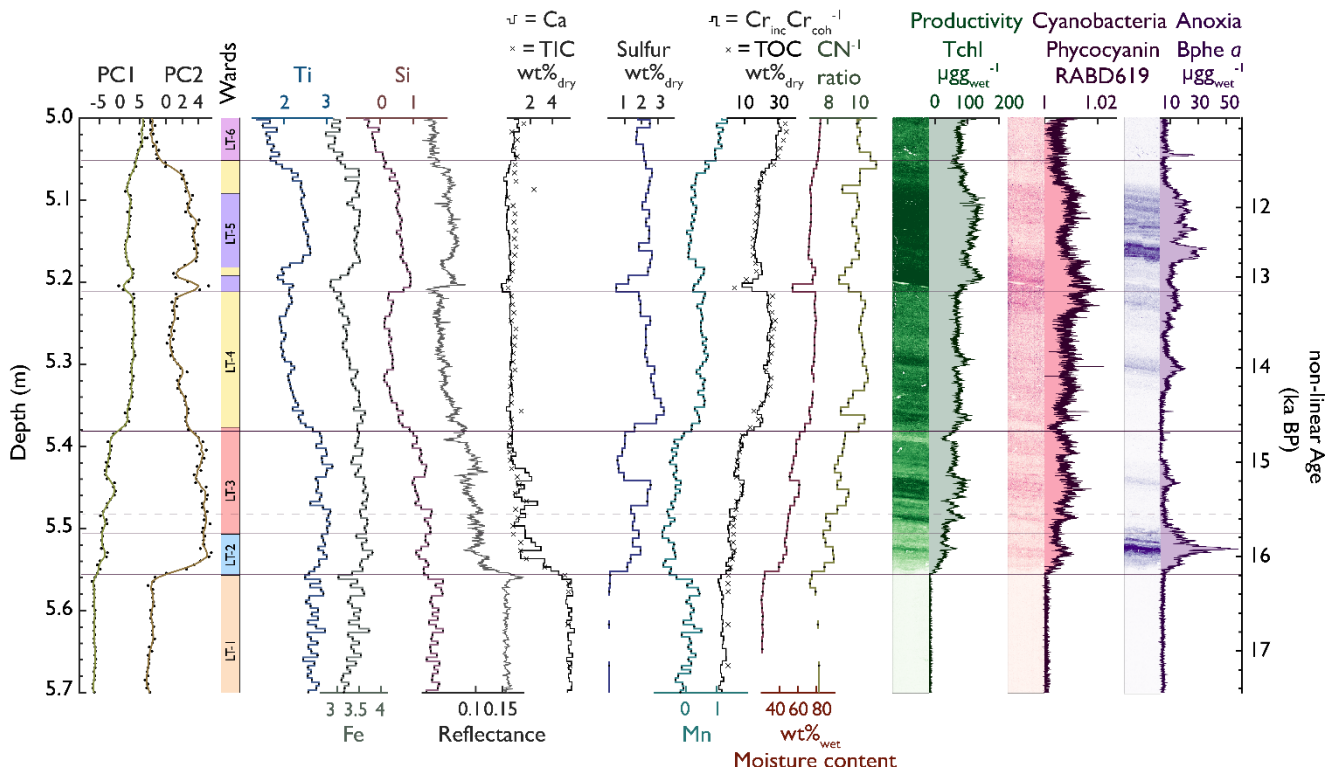 = Ca
= Cr_inc Cr_coh^-1
Productivity Cyanobacteria Anoxia
× = TIC
Sulfur
× = TOC
CN^-1
Tchl
Phycocyanin
Bphe a
PC1 PC2 Wards Ti Si
wt%_dry
wt%_dry
wt%_dry
ratio
µgg_wet^-1
RABD619
µgg_wet^-1
-5 0 5 0 2 4 2 3 0 1 2 4 1 2 3 10 30 8 10 0 100 200 1 1.02 10 30 50
5.0
5.1
5.2
5.3
5.4
5.5
5.6
5.7
Depth (m)
LT-6
LT-5
LT-4
LT-3
LT-2
LT-1
12
13
14
15
16
17
non-linear Age
(ka BP)
3 3.5 4 0.1 0.15 0 1 40 60 80
Fe Reflectance Mn wt%_wet
Moisture content